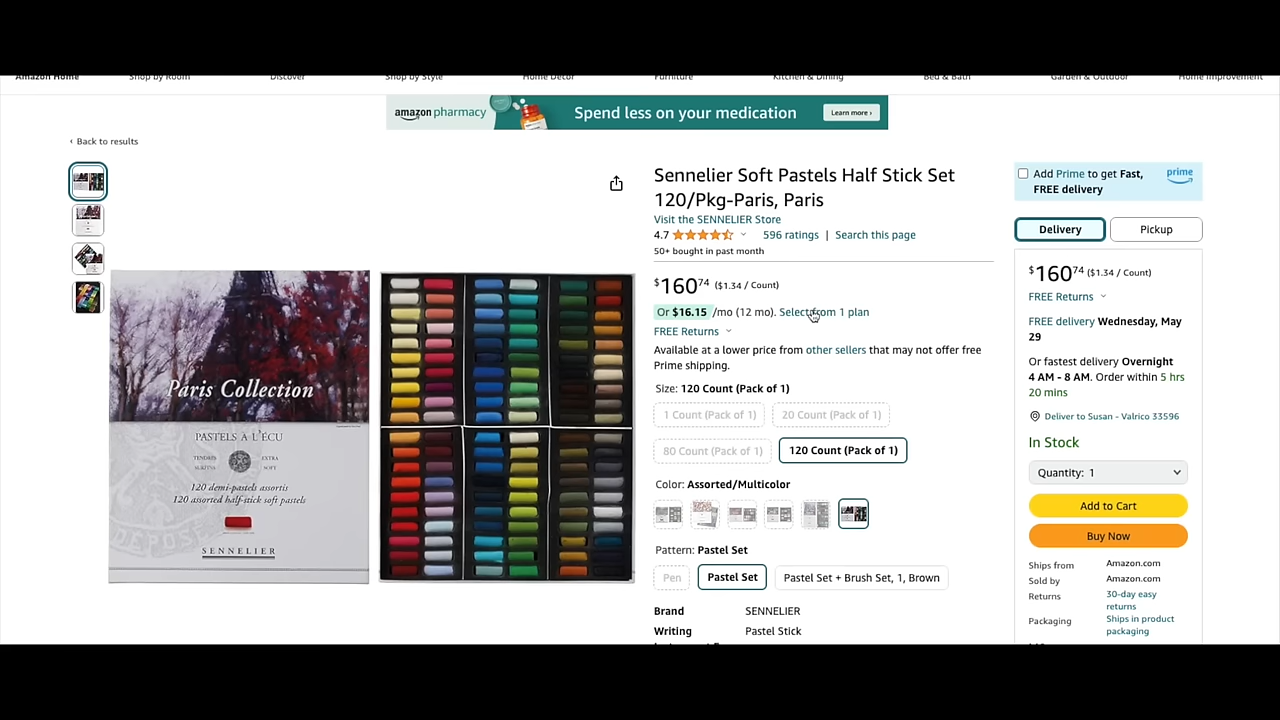 Amazon Home Shop by Room Discover Shop by Style Home Décor Furniture Kitchen & Dining Bed & Bath Garden & Outdoor Home Improvement
amazon pharmacy Spend less on your medication Learn more ›
‹ Back to results
Sennelier Soft Pastels Half Stick Set
120/Pkg-Paris, Paris
Visit the SENNELIER Store
4.7 596 ratings | Search this page
50+ bought in past month
$16074 ($1.34 / Count)
Or $16.15 /mo (12 mo). Select from 1 plan
FREE Returns
Available at a lower price from other sellers that may not offer free
Prime shipping.
Size: 120 Count (Pack of 1)
1 Count (Pack of 1) 20 Count (Pack of 1)
80 Count (Pack of 1) 120 Count (Pack of 1)
Color: Assorted/Multicolor
Pattern: Pastel Set
Pen Pastel Set Pastel Set + Brush Set, 1, Brown
Brand SENNELIER
Writing Pastel Stick
Paris Collection
PASTELS À L'ÉCU
TENDRES EXTRA
SURFINS SOFT
120 demi-pastels assortis
120 assorted half-stick soft pastels
SENNELIER
Add Prime to get Fast, prime
FREE delivery
Delivery Pickup
$16074 ($1.34 / Count)
FREE Returns
FREE delivery Wednesday, May
29
Or fastest delivery Overnight
4 AM - 8 AM. Order within 5 hrs
20 mins
Deliver to Susan - Valrico 33596
In Stock
Quantity: 1
Add to Cart
Buy Now
Ships from Amazon.com
Sold by Amazon.com
Returns 30-day easy
returns
Packaging Ships in product
packaging